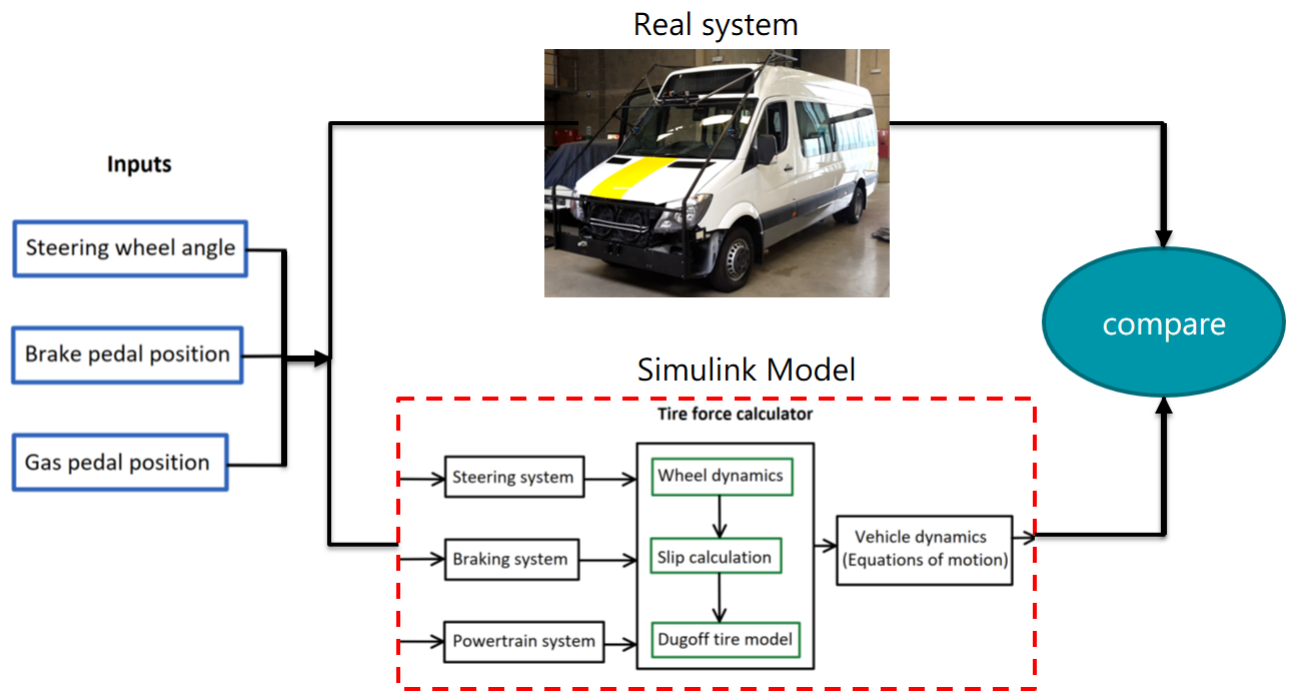 Real system
Inputs
Steering wheel angle
Brake pedal position
Gas pedal position
compare
Simulink Model
Tire force calculator
Steering system
Braking system
Powertrain system
Wheel dynamics
Slip calculation
Dugoff tire model
Vehicle dynamics
(Equations of motion)